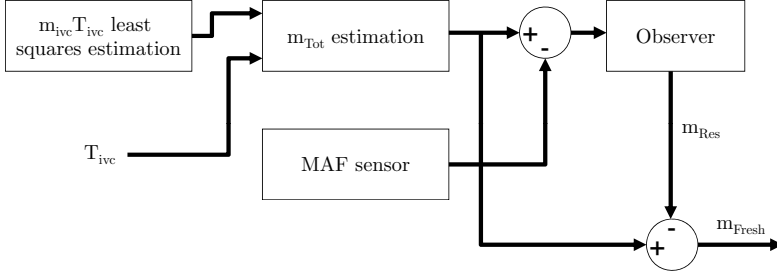 m_ivc T_ivc least
squares estimation
m_Tot estimation
+
-
Observer
T_ivc
MAF sensor
m_Res
-
+
m_Fresh